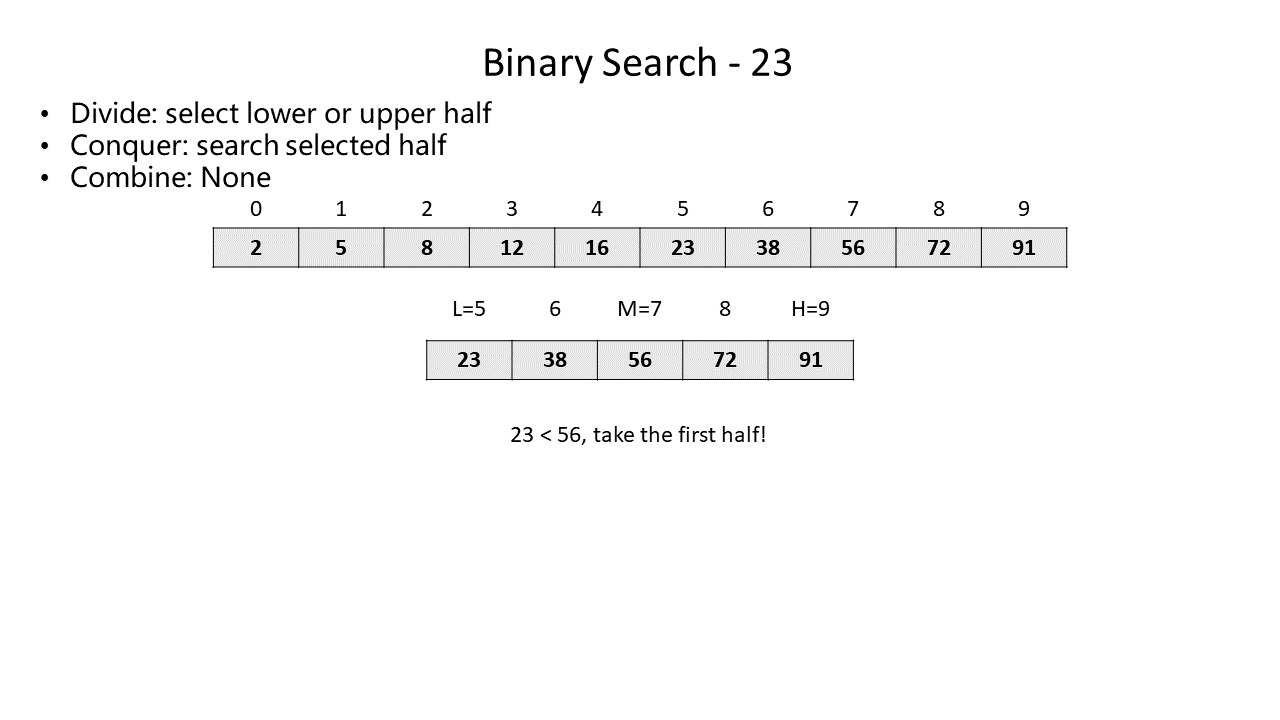 Binary Search - 23
• Divide: select lower or upper half
• Conquer: search selected half
• Combine: None
0 1 2 3 4 5 6 7 8 9
2 5 8 12 16 23 38 56 72 91
L=5 6 M=7 8 H=9
23 38 56 72 91
23 < 56, take the first half!